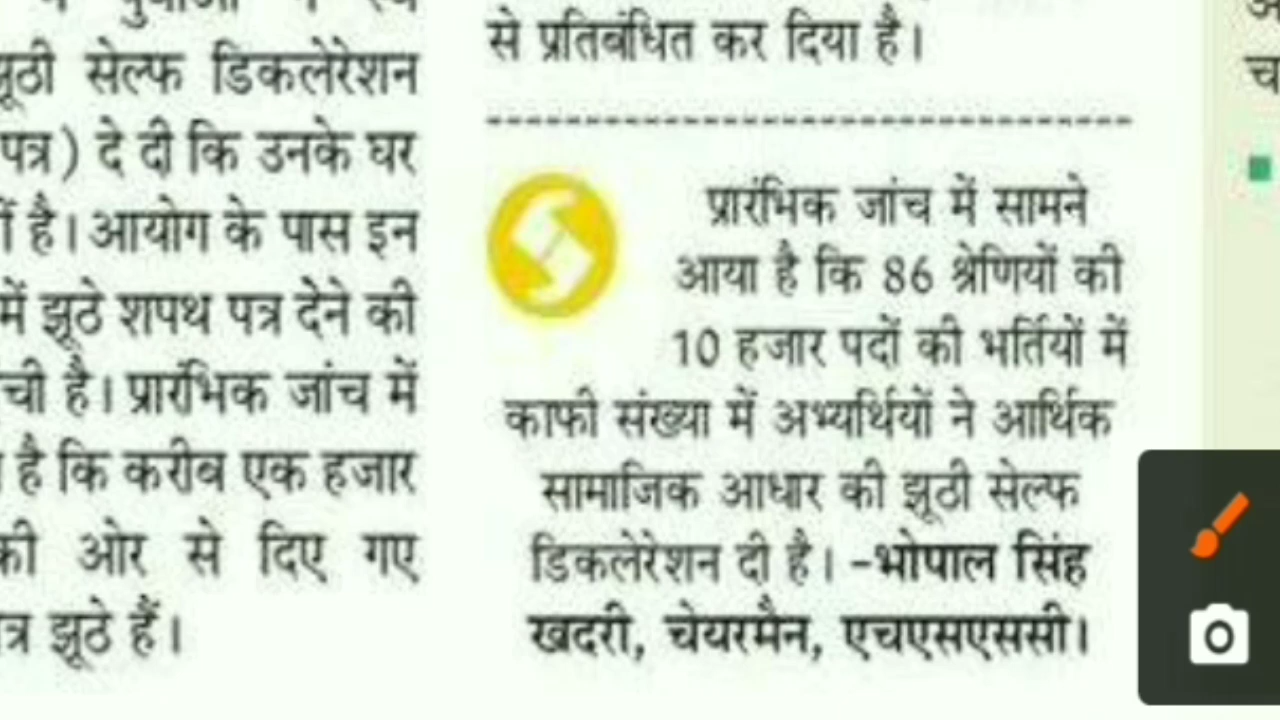 झूठी सेल्फ डिकलेरेशन
पत्र) दे दी कि उनके घर
है। आयोग के पास इन
में झूठे शपथ पत्र देने की
ची है। प्रारंभिक जांच में
है कि करीब एक हजार
की ओर से दिए गए
त्र झूठे हैं।
से प्रतिबंधित कर दिया है।
प्रारंभिक जांच में सामने
आया है कि 86 श्रेणियों की
10 हजार पदों की भर्तियों में
काफी संख्या में अभ्यर्थियों ने आर्थिक
सामाजिक आधार की झूठी सेल्फ
डिकलेरेशन दी है। -भोपाल सिंह
खदरी, चेयरमैन, एचएसएससी।
च